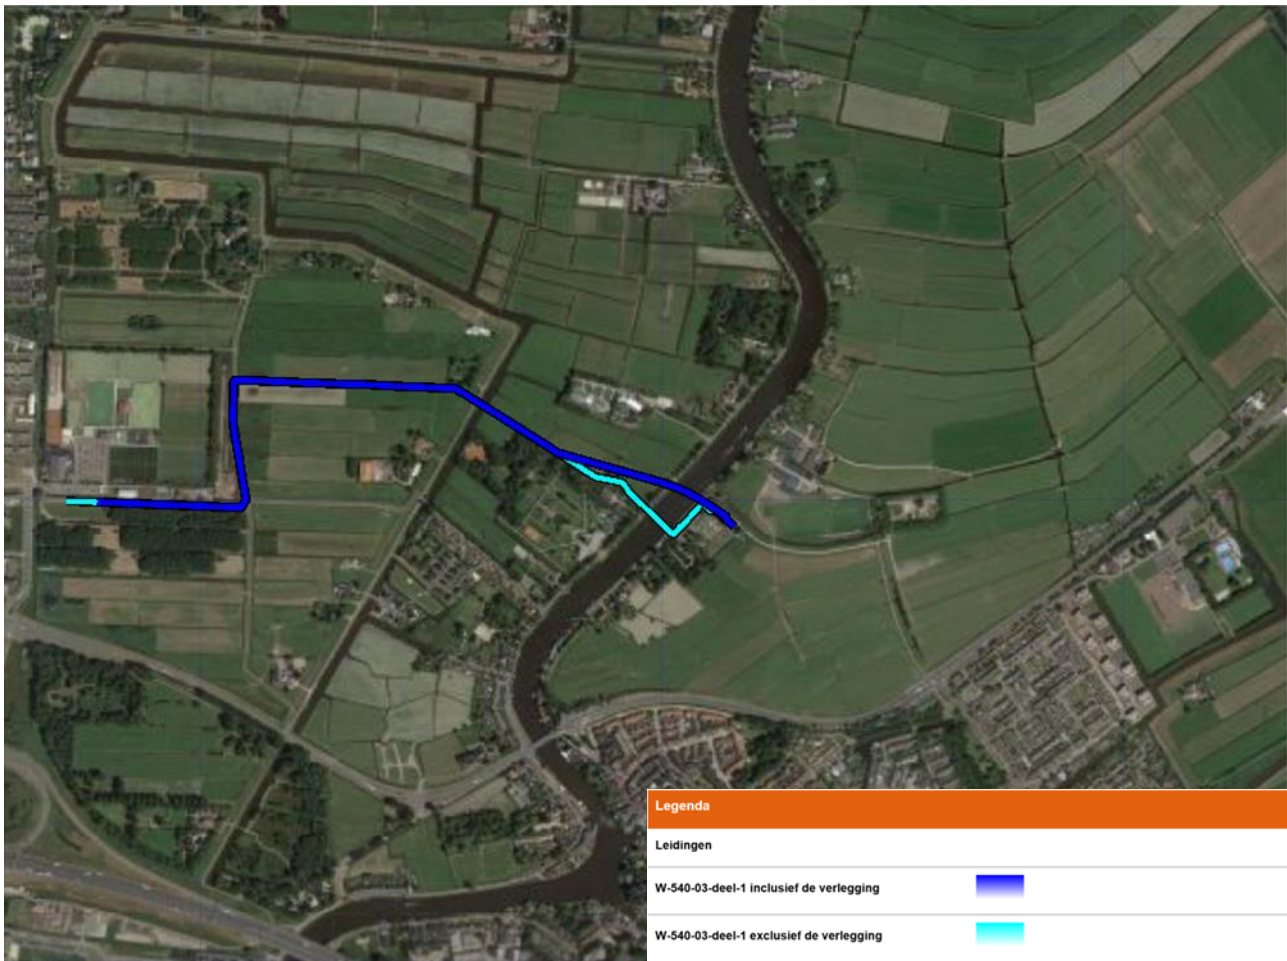 Legenda
Leidingen
W-540-03-deel-1 inclusief de verlegging
W-540-03-deel-1 exclusief de verlegging